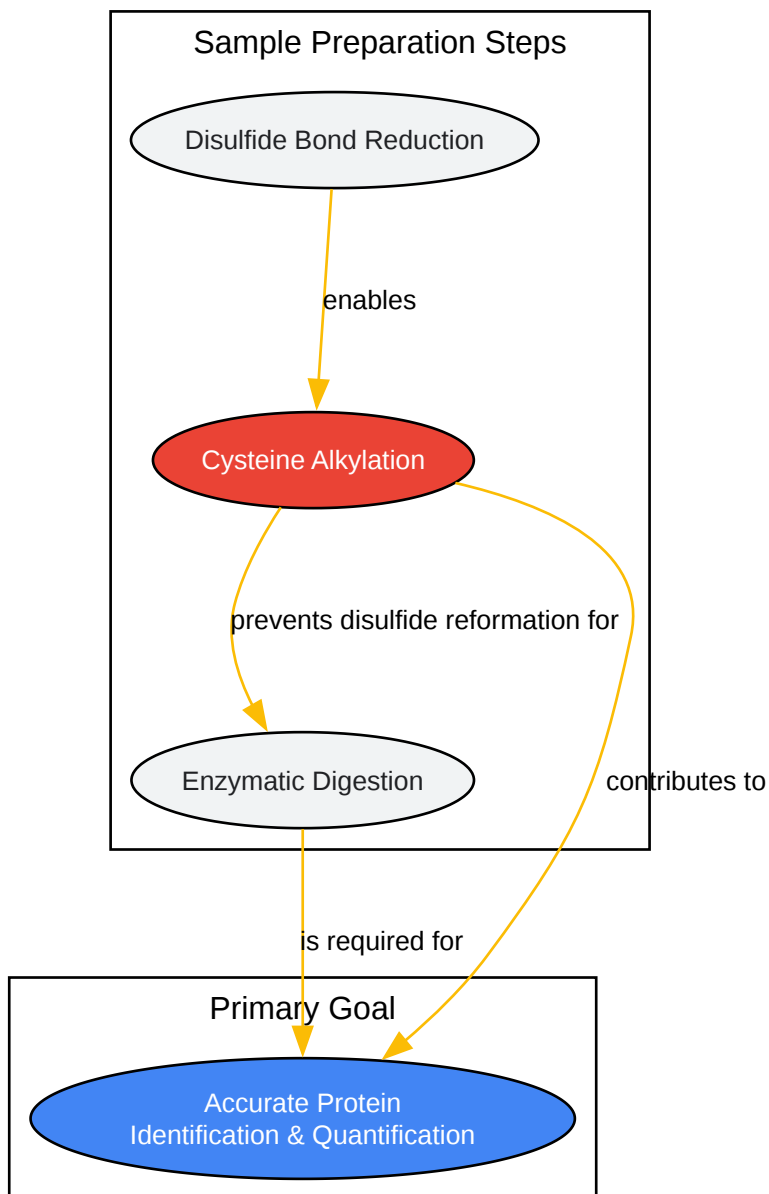 Sample Preparation Steps
Disulfide Bond Reduction
enables
Cysteine Alkylation
prevents disulfide reformation for
Enzymatic Digestion
contributes to
is required for
Primary Goal
Accurate Protein
Identification & Quantification